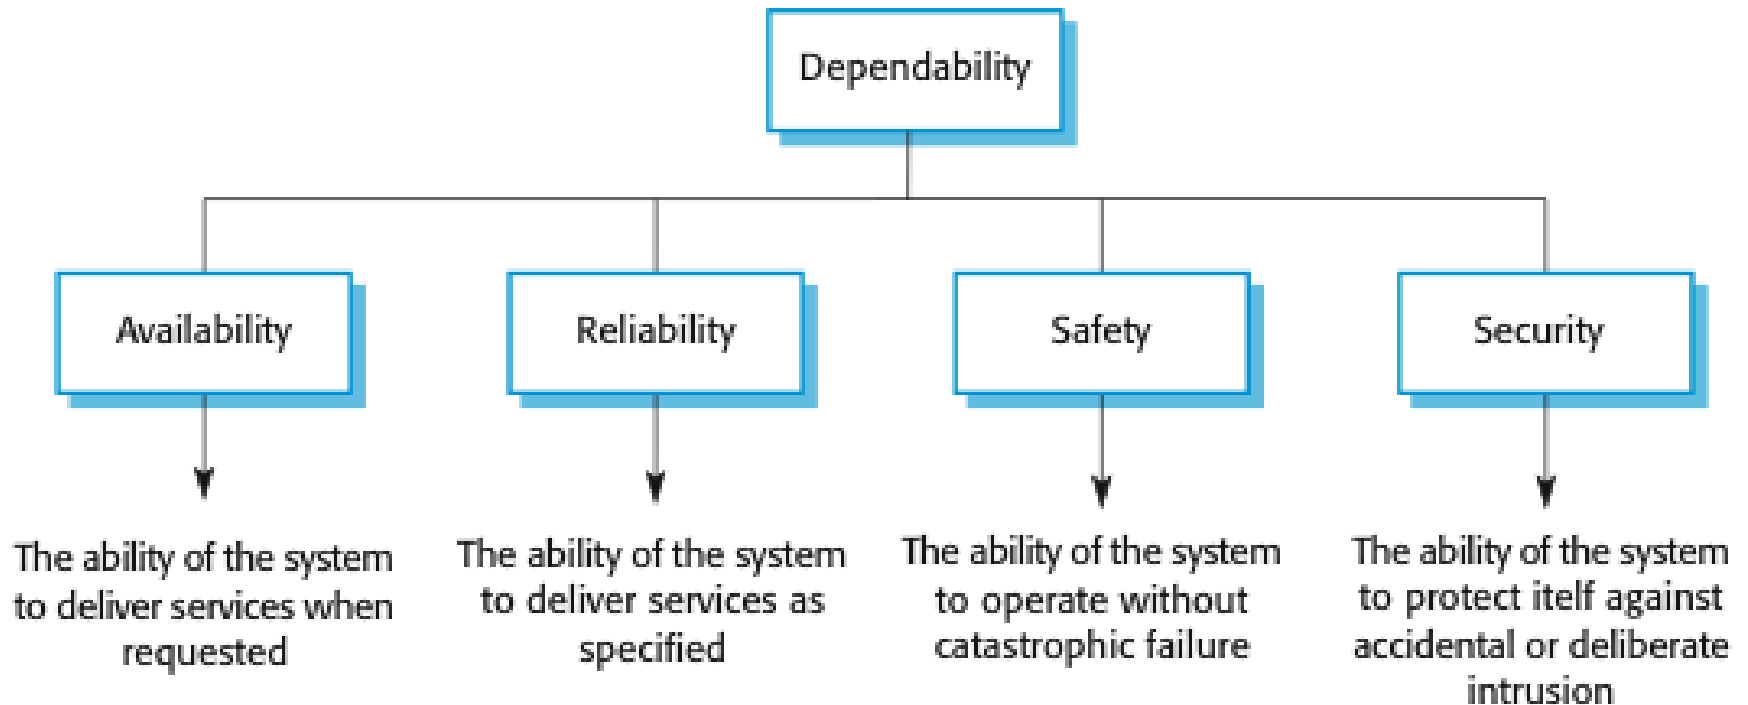 Dependability
Availability
Reliability
Safety
Security
The ability of the system
to deliver services when
requested
The ability of the system
to deliver services as
specified
The ability of the system
to operate without
catastrophic failure
The ability of the system
to protect itelf against
accidental or deliberate
intrusion